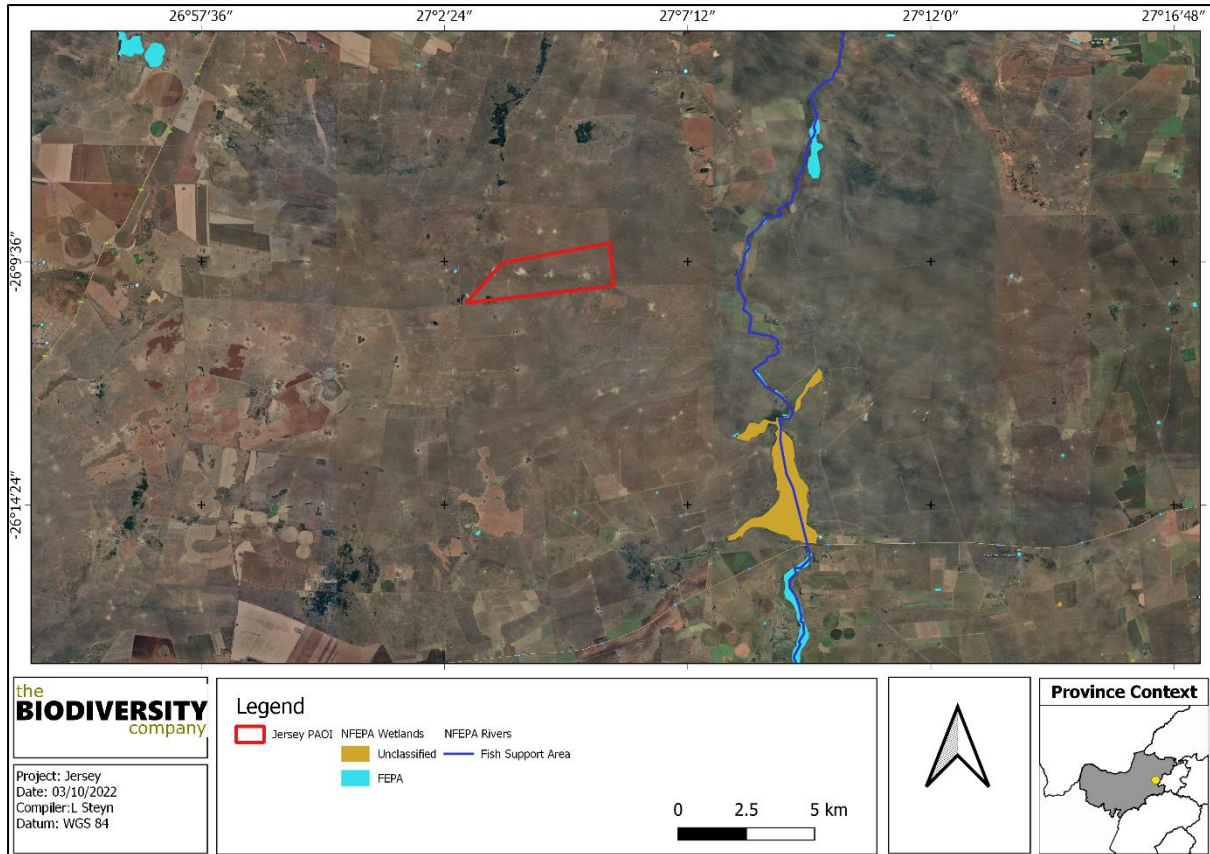 26°57′36″
27°2′24″
27°7′12″
27°12′0″
27°16′48″
-26°9′36″
-26°14′24″
the
BIODIVERSITY
company
Project: Jersey
Date: 03/10/2022
Compiler:L Steyn
Datum: WGS 84
Legend
Jersey PAOI
NFEPA Wetlands
Unclassified
FEPA
NFEPA Rivers
Fish Support Area
0 2.5 5 km
Province Context